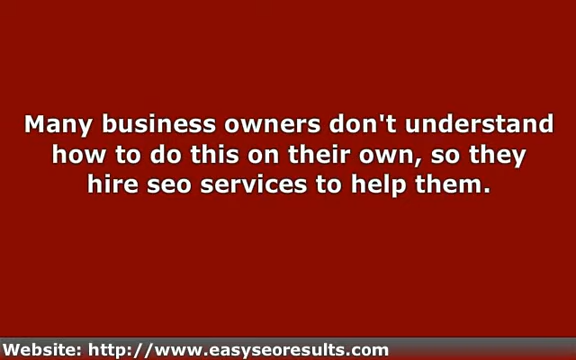 Many business owners don't understand
how to do this on their own, so they
hire seo services to help them.
Website: http://www.easyseoresults.com